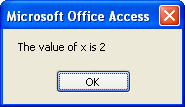 Microsoft Office Access
The value of x is 2
OK